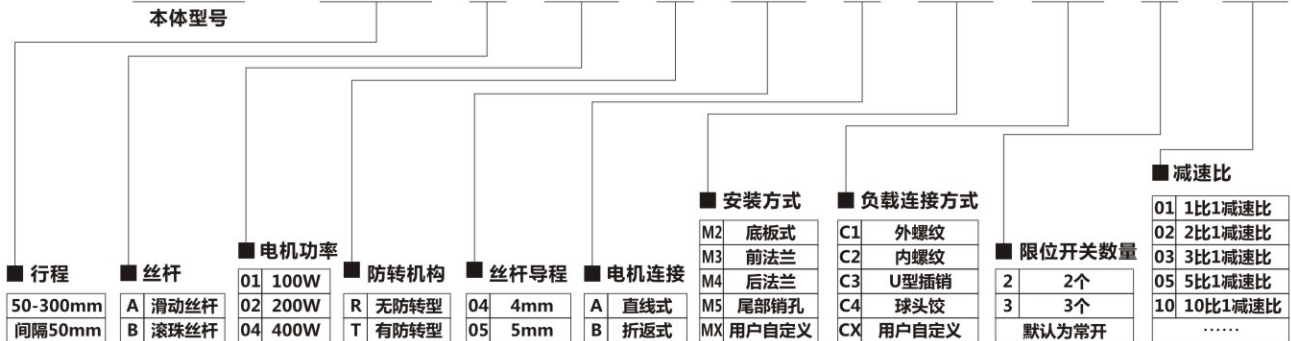 本体型号
■ 行程
50-300mm
间隔50mm
■ 丝杆
A 滑动丝杆
B 滚珠丝杆
■ 电机功率
01 100W
02 200W
04 400W
■ 防转机构
R 无防转型
T 有防转型
■ 丝杆导程
04 4mm
05 5mm
■ 电机连接
A 直线式
B 折返式
■ 安装方式
M2 底板式
M3 前法兰
M4 后法兰
M5 尾部销孔
MX 用户自定义
■ 负载连接方式
C1 外螺纹
C2 内螺纹
C3 U型插销
C4 球头铰
CX 用户自定义
■ 限位开关数量
2 2个
3 3个
默认为常开
■ 减速比
01 1比1减速比
02 2比1减速比
03 3比1减速比
05 5比1减速比
10 10比1减速比
……